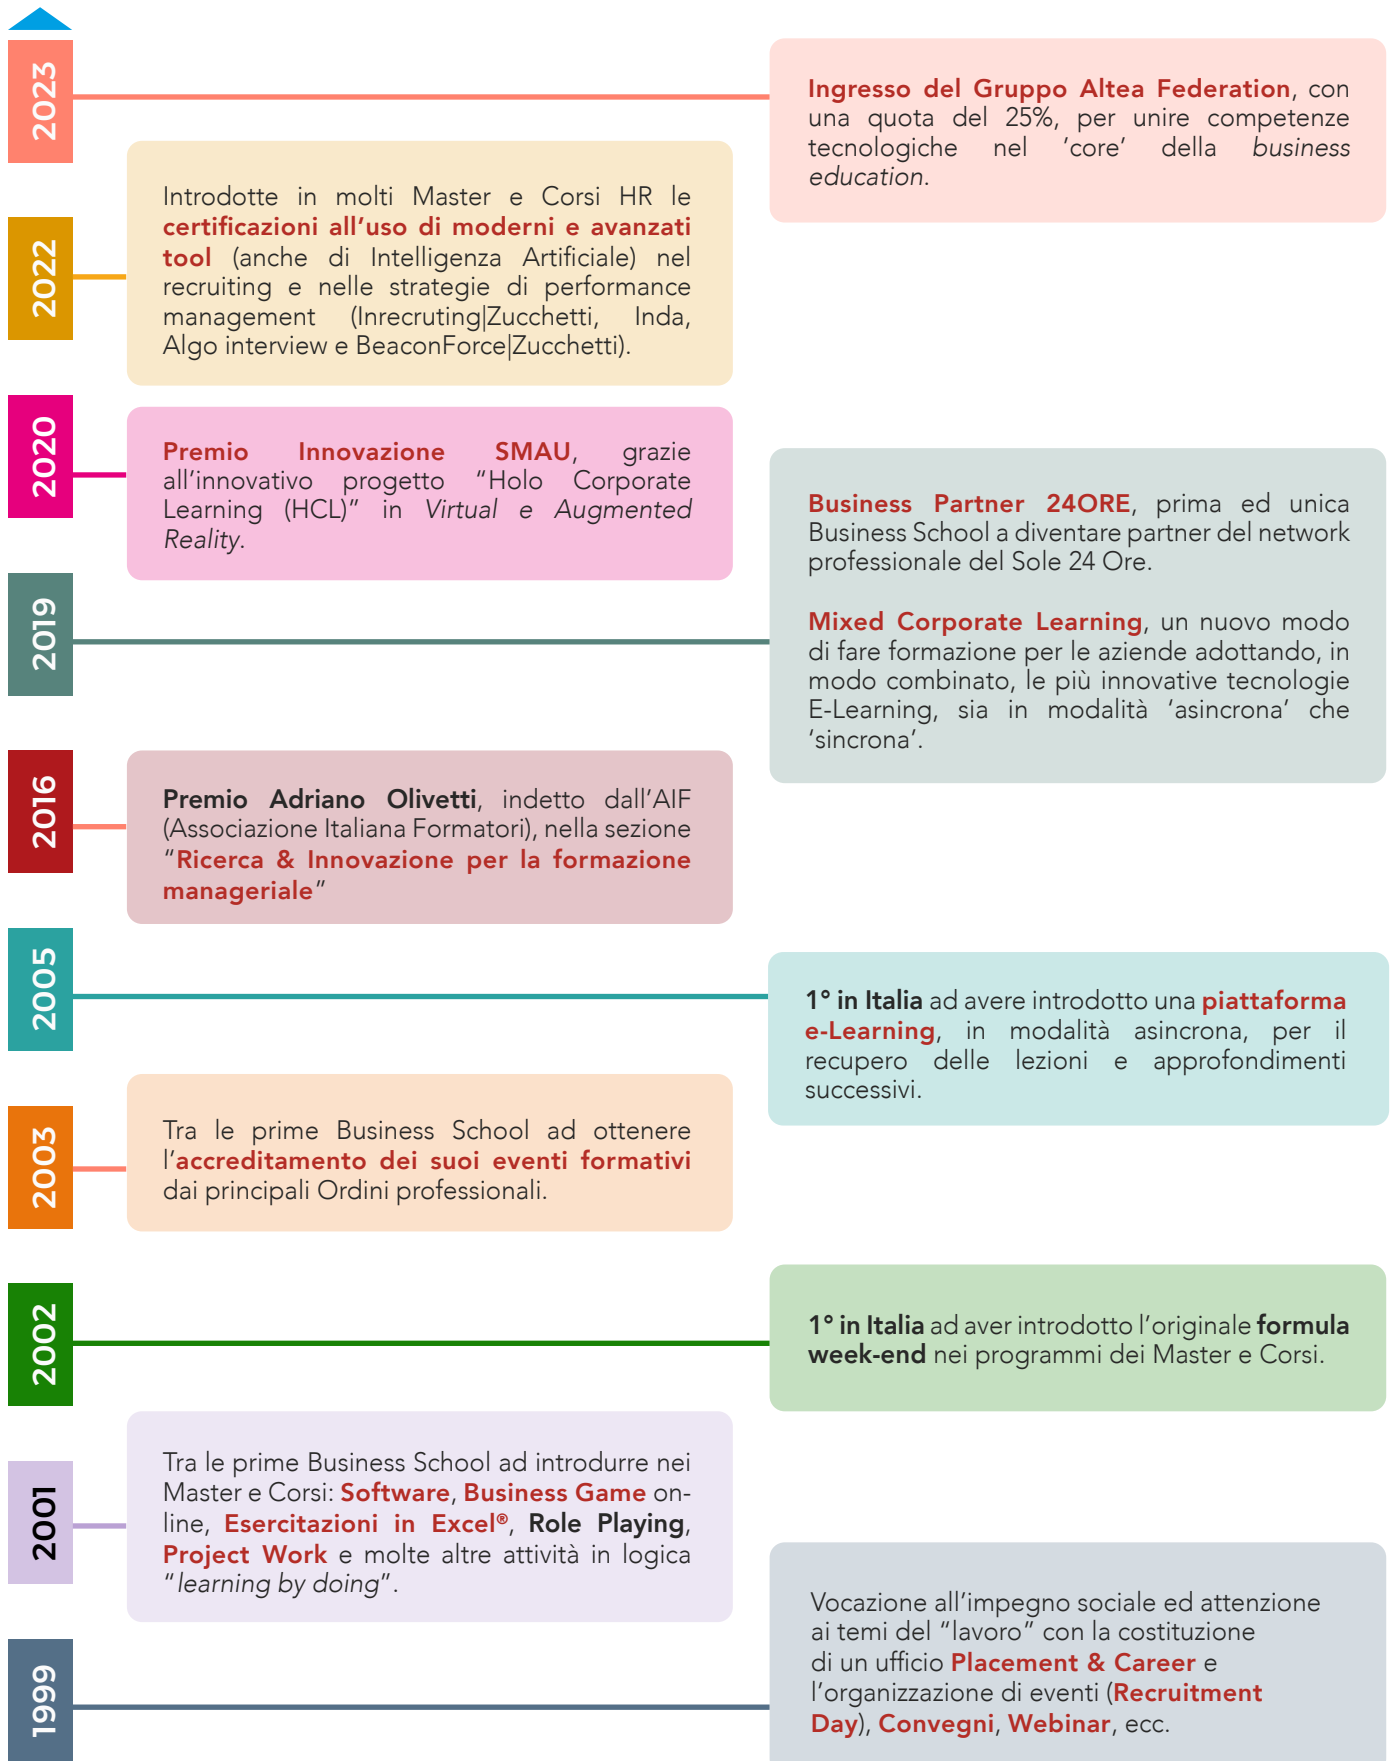 2023
Ingresso del Gruppo Altea Federation, con
una quota del 25%, per unire competenze
tecnologiche nel ‘core’ della business
education.
2022
Introdotte in molti Master e Corsi HR le
certificazioni all’uso di moderni e avanzati
tool (anche di Intelligenza Artificiale) nel
recruiting e nelle strategie di performance
management (Inrecruting|Zucchetti, Inda,
Algo interview e BeaconForce|Zucchetti).
2020
Premio Innovazione SMAU, grazie
all’innovativo progetto “Holo Corporate
Learning (HCL)” in Virtual e Augmented
Reality.
2019
Business Partner 24ORE, prima ed unica
Business School a diventare partner del network
professionale del Sole 24 Ore.
Mixed Corporate Learning, un nuovo modo
di fare formazione per le aziende adottando, in
modo combinato, le più innovative tecnologie
E-Learning, sia in modalità ‘asincrona’ che
‘sincrona’.
2016
Premio Adriano Olivetti, indetto dall’AIF
(Associazione Italiana Formatori), nella sezione
“Ricerca & Innovazione per la formazione
manageriale”
2005
1° in Italia ad avere introdotto una piattaforma
e-Learning, in modalità asincrona, per il
recupero delle lezioni e approfondimenti
successivi.
2003
Tra le prime Business School ad ottenere
l’accreditamento dei suoi eventi formativi
dai principali Ordini professionali.
2002
1° in Italia ad aver introdotto l’originale formula
week-end nei programmi dei Master e Corsi.
2001
Tra le prime Business School ad introdurre nei
Master e Corsi: Software, Business Game on-
line, Esercitazioni in Excel®, Role Playing,
Project Work e molte altre attività in logica
“learning by doing”.
1999
Vocazione all’impegno sociale ed attenzione
ai temi del “lavoro” con la costituzione
di un ufficio Placement & Career e
l’organizzazione di eventi (Recruitment
Day), Convegni, Webinar, ecc.